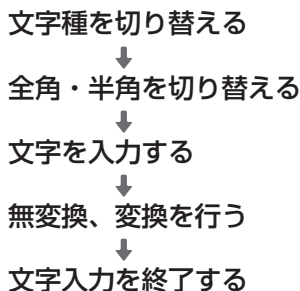 文字種を切り替える
全角・半角を切り替える
文字を入力する
無変換、変換を行う
文字入力を終了する